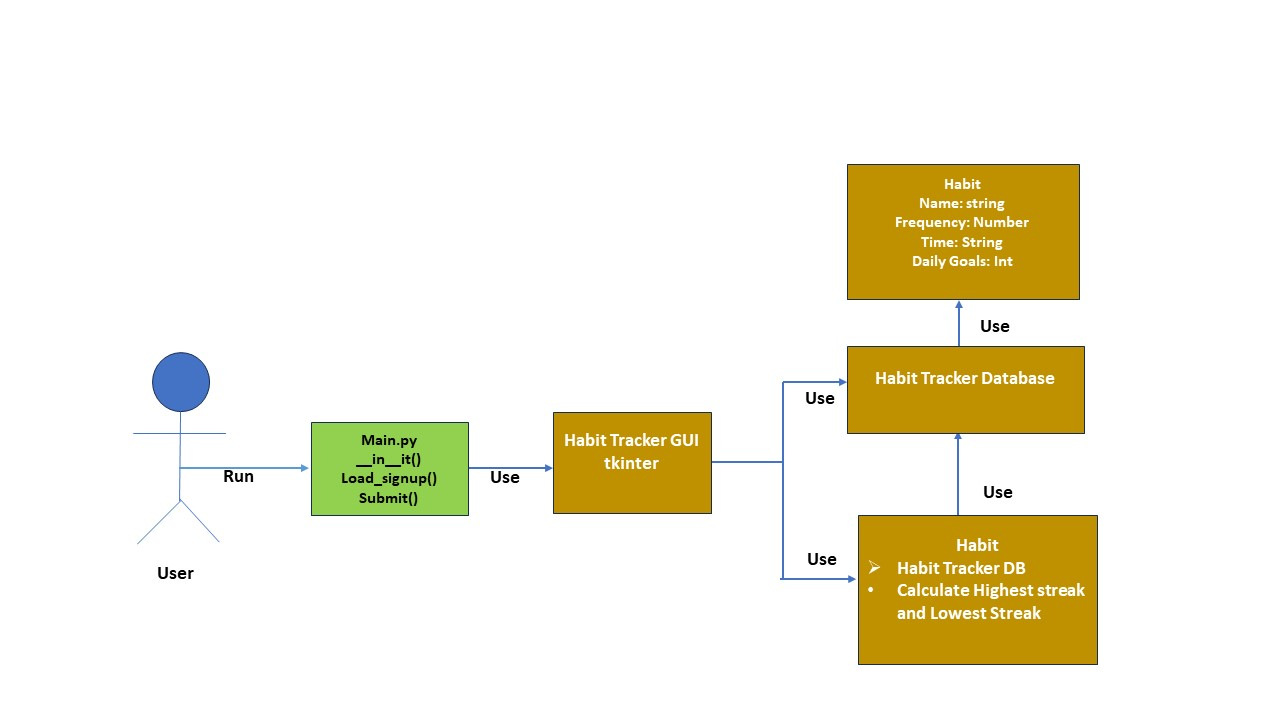 Habit
Name: string
Frequency: Number
Time: String
Daily Goals: Int
Use
Habit Tracker Database
Use
Main.py
__in__it()
Load_signup()
Submit()
Habit Tracker GUI
tkinter
Run
Use
Use
Use
Habit
➢ Habit Tracker DB
• Calculate Highest streak
and Lowest Streak
User